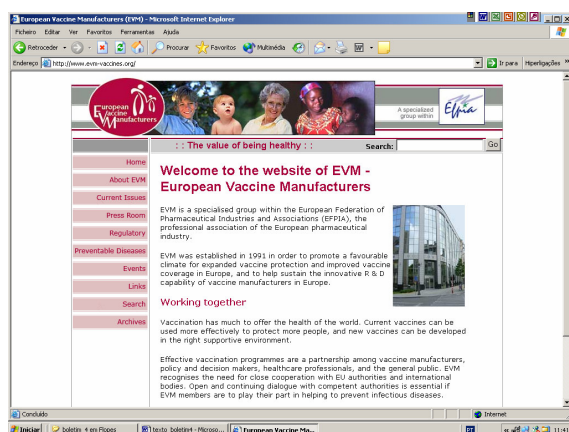 European Vaccine Manufacturers (EVM) - Microsoft Internet Explorer
Ficheiro Editar Ver Favoritos Ferramentas Ajuda
Retroceder Procurar Favoritos Multimédia
Endereço http://www.evm-vaccines.org/ Ir para Hiperligações
European Vaccine Manufacturers
A specialized group within
Efpia
: : The value of being healthy : : Search: Go
Home
About EVM
Current Issues
Press Room
Regulatory
Preventable Diseases
Events
Links
Search
Archives
Welcome to the website of EVM -
European Vaccine Manufacturers
EVM is a specialised group within the European Federation of
Pharmaceutical Industries and Associations (EFPIA), the
professional association of the European pharmaceutical
industry.
EVM was established in 1991 in order to promote a favourable
climate for expanded vaccine protection and improved vaccine
coverage in Europe, and to help sustain the innovative R & D
capability of vaccine manufacturers in Europe.
Working together
Vaccination has much to offer the health of the world. Current vaccines can be
used more effectively to protect more people, and new vaccines can be developed
in the right supportive environment.
Effective vaccination programmes are a partnership among vaccine manufacturers,
policy and decision makers, healthcare professionals, and the general public. EVM
recognises the need for close cooperation with EU authorities and international
bodies. Open and continuing dialogue with competent authorities is essential if
EVM members are to play their part in helping to prevent infectious diseases.
Concluído Internet
Iniciar boletim_4 em Flopes texto_boletim4 - Microso... European Vaccine Ma... PT 11:41